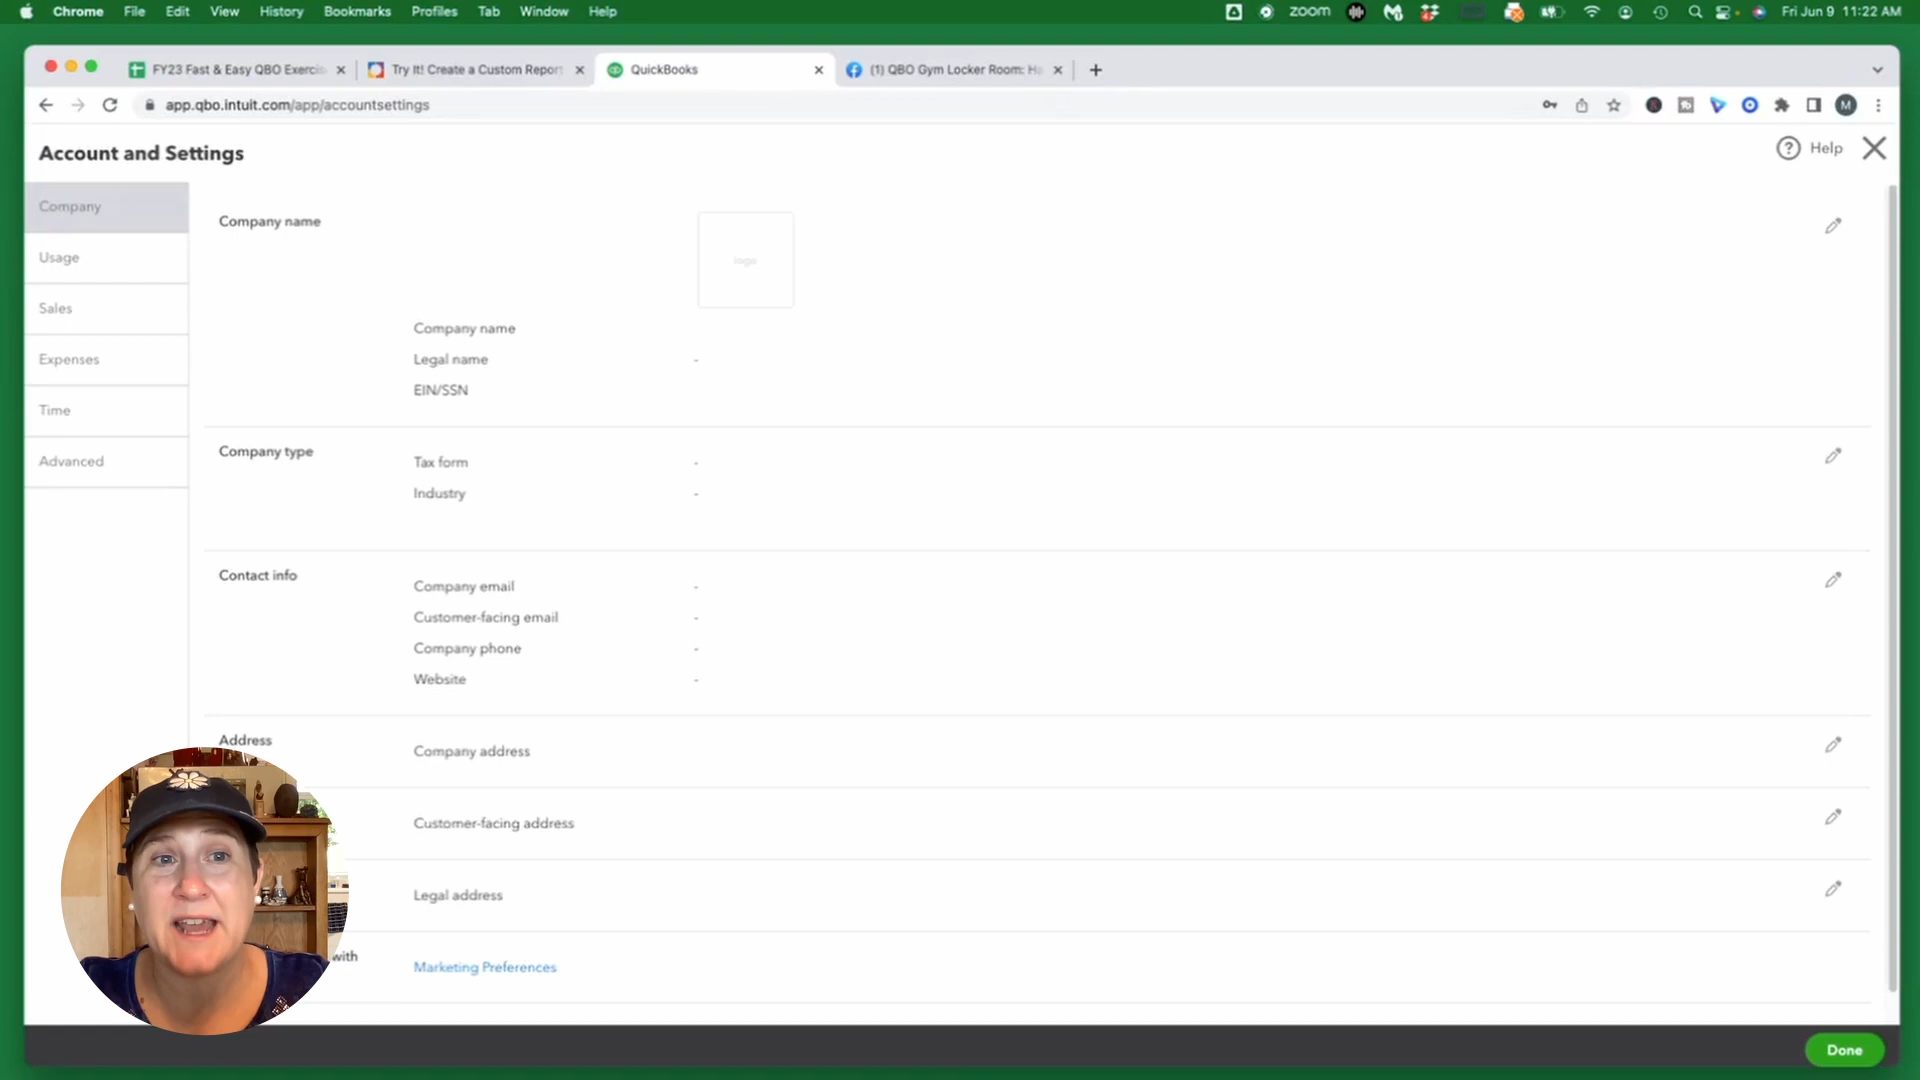 Chrome File Edit View History Bookmarks Profiles Tab Window Help zoom Fri Jun 9 11:22 AM
FY23 Fast & Easy QBO Exercis Try It! Create a Custom Report QuickBooks (1) QBO Gym Locker Room: Ha
app.qbo.intuit.com/app/accountsettings M
Account and Settings
Help
Company
Usage
Sales
Expenses
Time
Advanced
Company name
logo
Company name
Legal name -
EIN/SSN
Company type
Tax form -
Industry -
Contact info
Company email -
Customer-facing email -
Company phone -
Website -
Address
Company address
Customer-facing address
Legal address
with
Marketing Preferences
Done